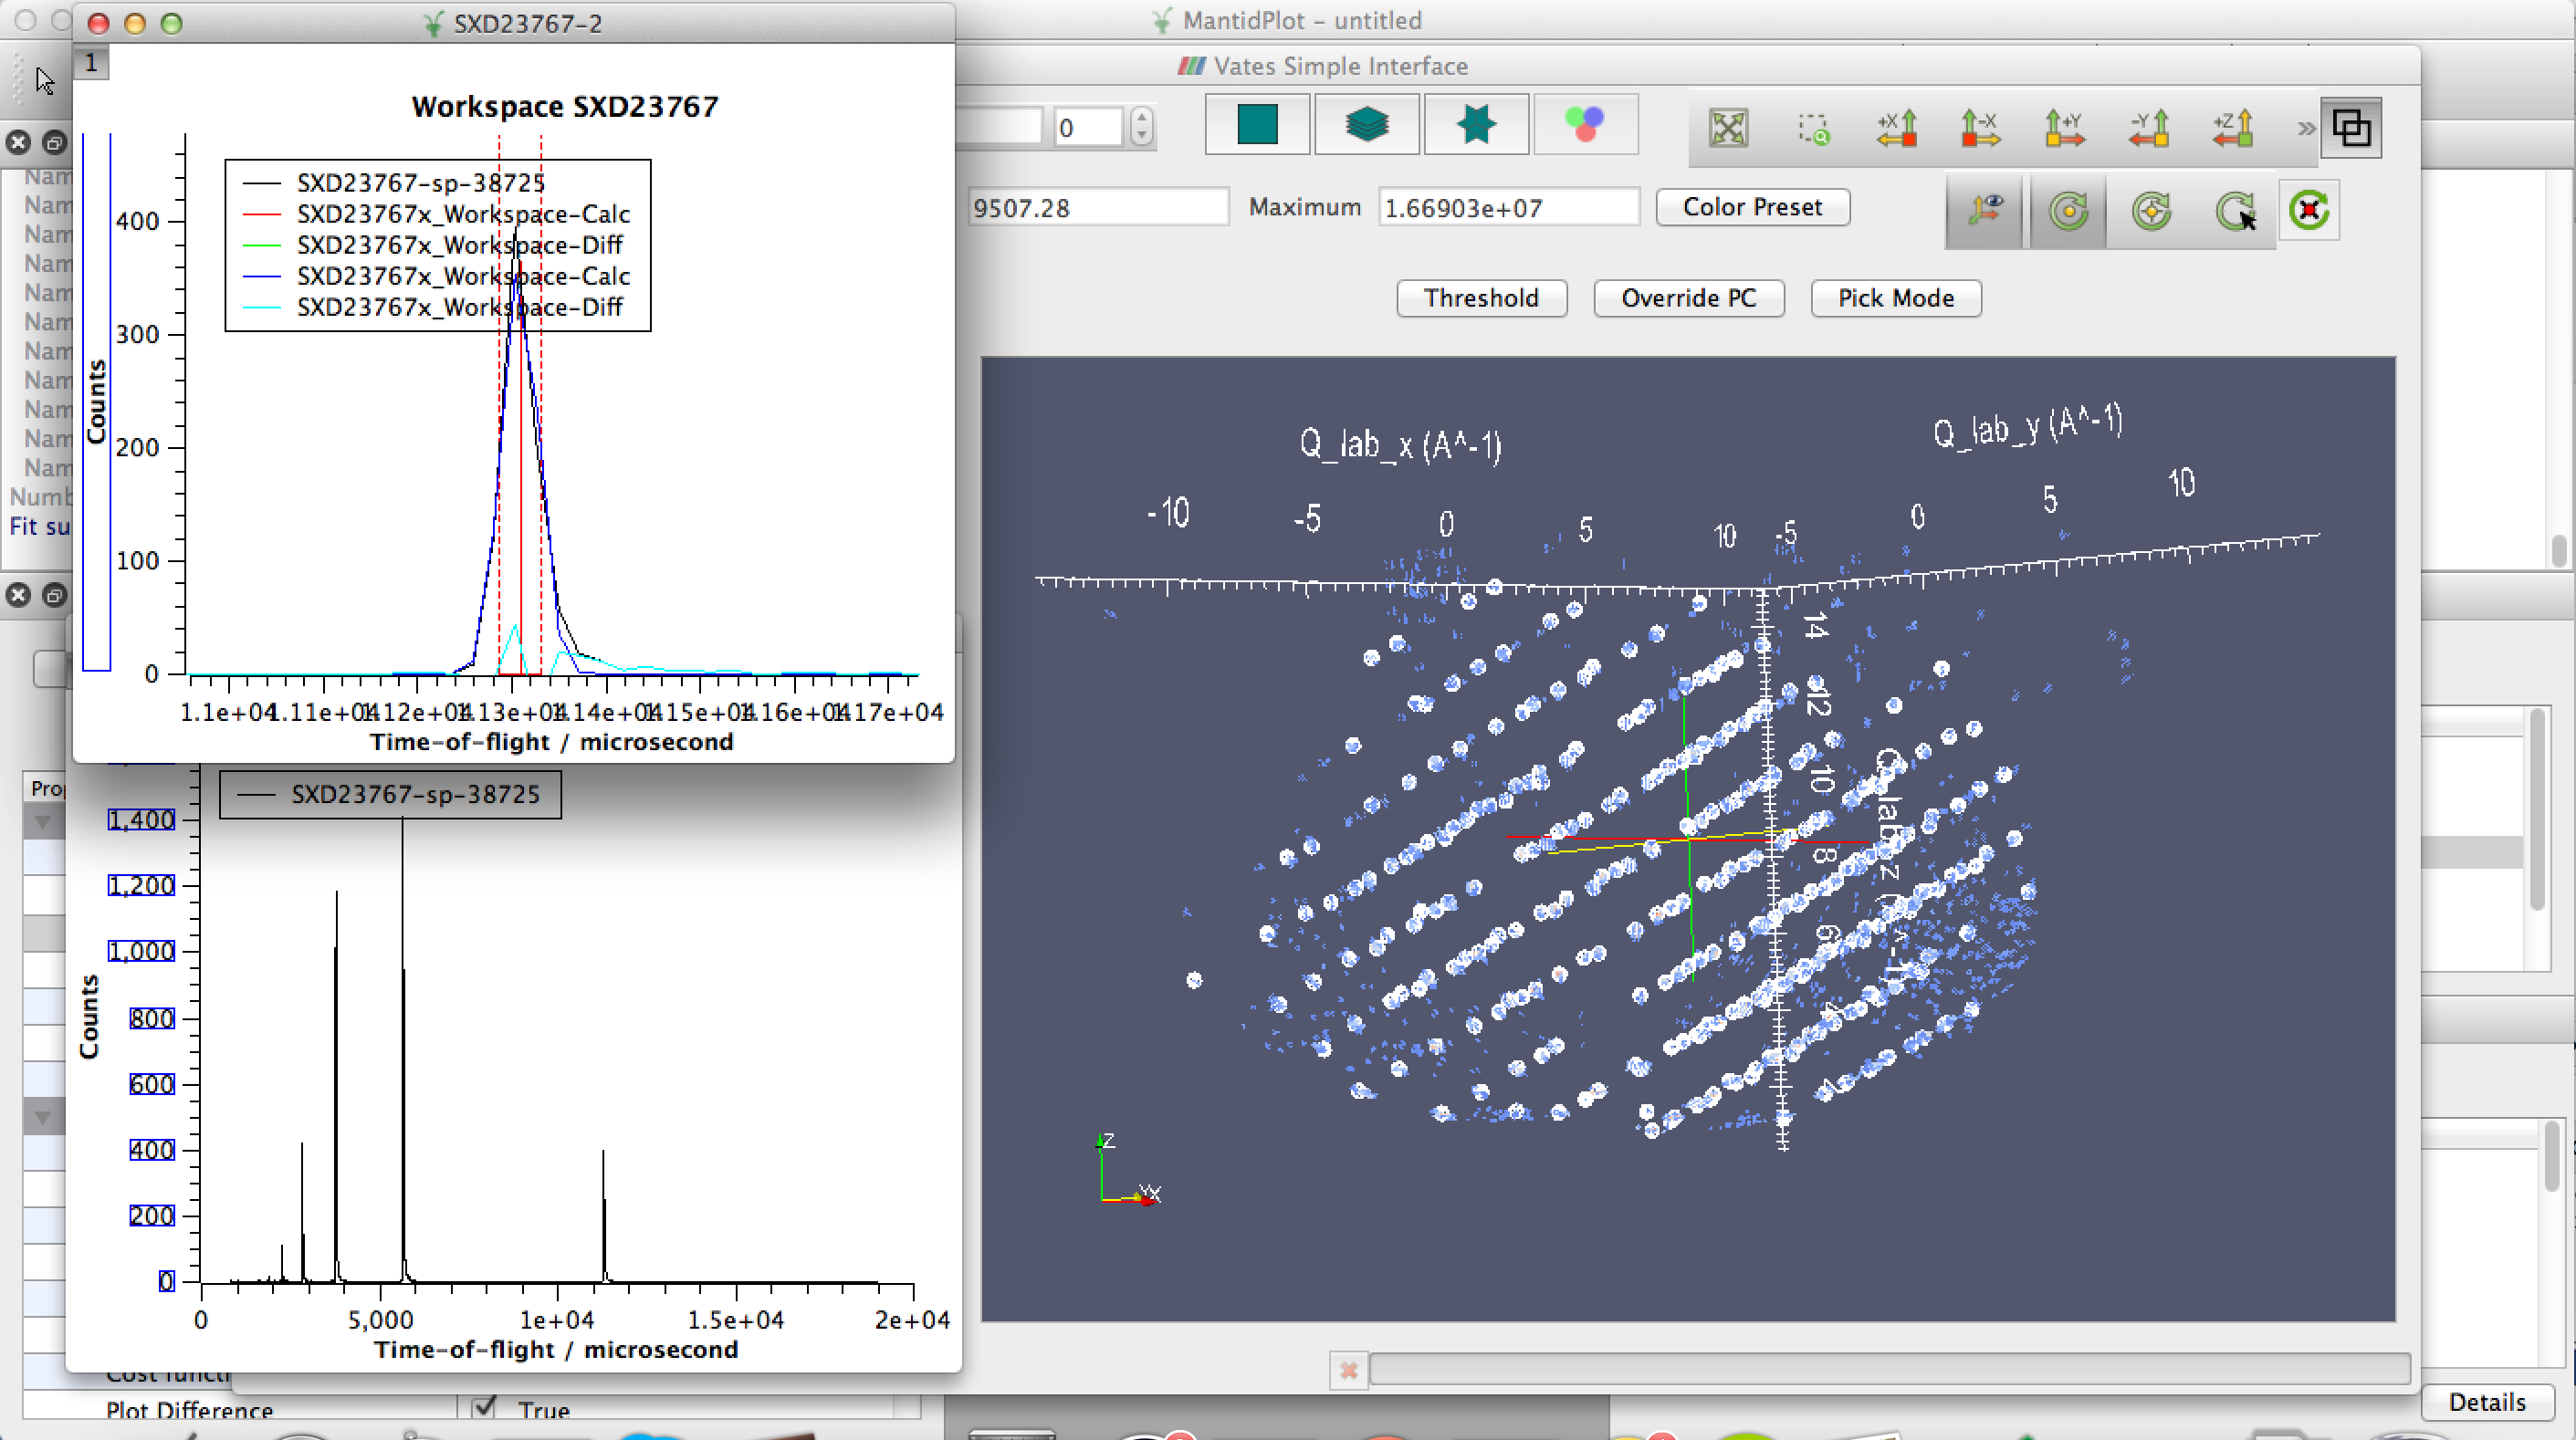 SXD23767-2
MantidPlot - untitled
Vates Simple Interface
1
Workspace SXD23767
SXD23767-sp-38725
SXD23767x_Workspace-Calc
SXD23767x_Workspace-Diff
SXD23767x_Workspace-Calc
SXD23767x_Workspace-Diff
400
300
200
100
0
Counts
1.1e+04
1.11e+04
1.12e+04
1.13e+04
1.14e+04
1.15e+04
1.16e+04
1.17e+04
Time-of-flight / microsecond
0
+X
-X
+Y
-Y
+Z
»
9507.28
Maximum
1.66903e+07
Color Preset
Threshold
Override PC
Pick Mode
Q_lab_x (A^-1)
Q_lab_y (A^-1)
-10
-5
0
5
10
-5
0
5
10
14
12
10
8
6
4
2
Z
Y
X
Nam
Nam
Nam
Nam
Nam
Nam
Nam
Nam
Nam
Nam
Nam
Numb
Fit su
Prop
SXD23767-sp-38725
1,400
1,200
1,000
800
600
400
200
0
Counts
0
5,000
1e+04
1.5e+04
2e+04
Time-of-flight / microsecond
Cost functi
Plot Difference
True
Details